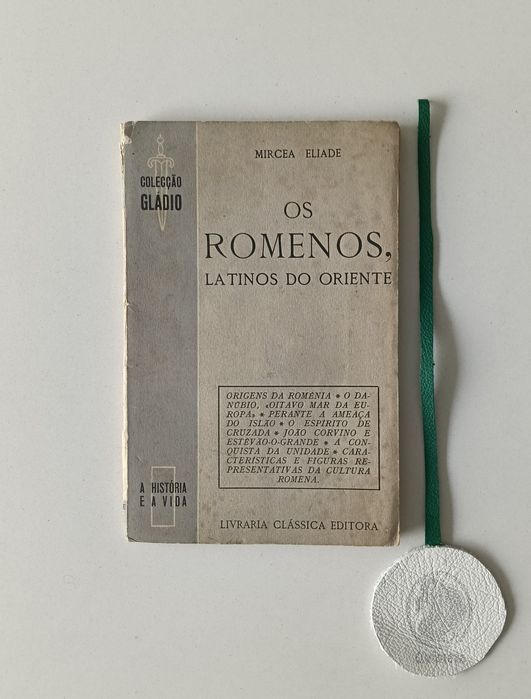 COLECÇÃO
GLÁDIO
MIRCEA ELIADE
OS
ROMENOS,
LATINOS DO ORIENTE
ORIGENS DA ROMÉNIA * O DA-
NÚBIO, «OITAVO MAR DA EU-
ROPA» * PERANTE A AMEAÇA
DO ISLÃO * O ESPÍRITO DE
CRUZADA * JOÃO CORVINO E
ESTÊVÃO-O-GRANDE * A CON-
QUISTA DA UNIDADE * CARA-
CTERÍSTICAS E FIGURAS RE-
PRESENTATIVAS DA CULTURA
ROMENA.
A HISTÓRIA
E A VIDA
LIVRARIA CLÁSSICA EDITORA